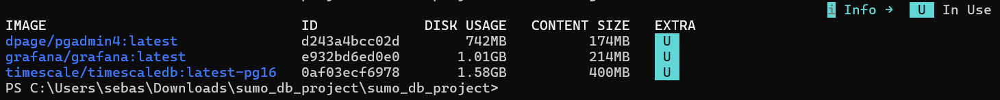 i Info → U In Use
IMAGE ID DISK USAGE CONTENT SIZE EXTRA
dpage/pgadmin4:latest d243a4bcc02d 742MB 174MB U
grafana/grafana:latest e932bd6ed0e0 1.01GB 214MB U
timescale/timescaledb:latest-pg16 0af03ecf6978 1.58GB 400MB U
PS C:\Users\sebas\Downloads\sumo_db_project\sumo_db_project>